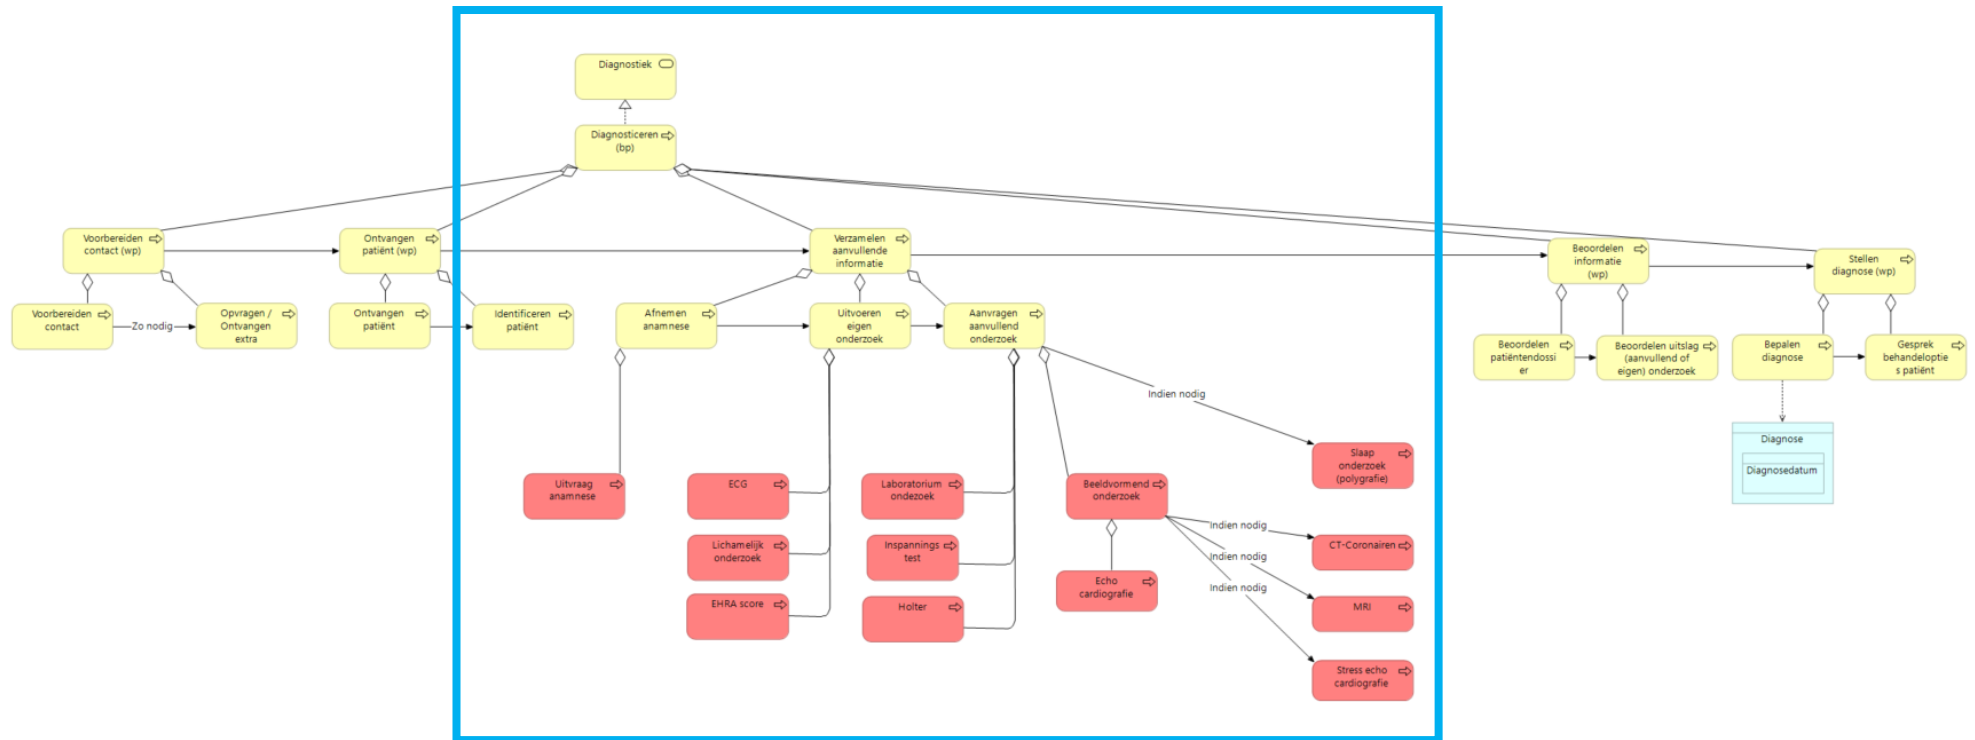 Diagnostiek
Diagnosticeren
(bp)
Voorbereiden
contact (wp)
Ontvangen
patiënt (wp)
Verzamelen
aanvullende
informatie
Beoordelen
informatie
(wp)
Stellen
diagnose (wp)
Voorbereiden
contact
Zo nodig
Opvragen /
Ontvangen
extra
Ontvangen
patiënt
Identificeren
patiënt
Afnemen
anamnese
Uitvoeren
eigen
onderzoek
Aanvragen
aanvullend
onderzoek
Beoordelen
patiëntendossi
er
Beoordelen uitslag
(aanvullend of
eigen) onderzoek
Bepalen
diagnose
Gesprek
behandeloptie
s patiënt
Indien nodig
Diagnose
Diagnosedatum
Slaap
onderzoek
(polygrafie)
Uitvraag
anamnese
ECG
Laboratorium
ondezoek
Beeldvormend
onderzoek
Indien nodig
CT-Coronairen
Lichamelijk
onderzoek
Inspannings
test
Indien nodig
Echo
cardiografie
Indien nodig
MRI
EHRA score
Holter
Stress echo
cardiografie